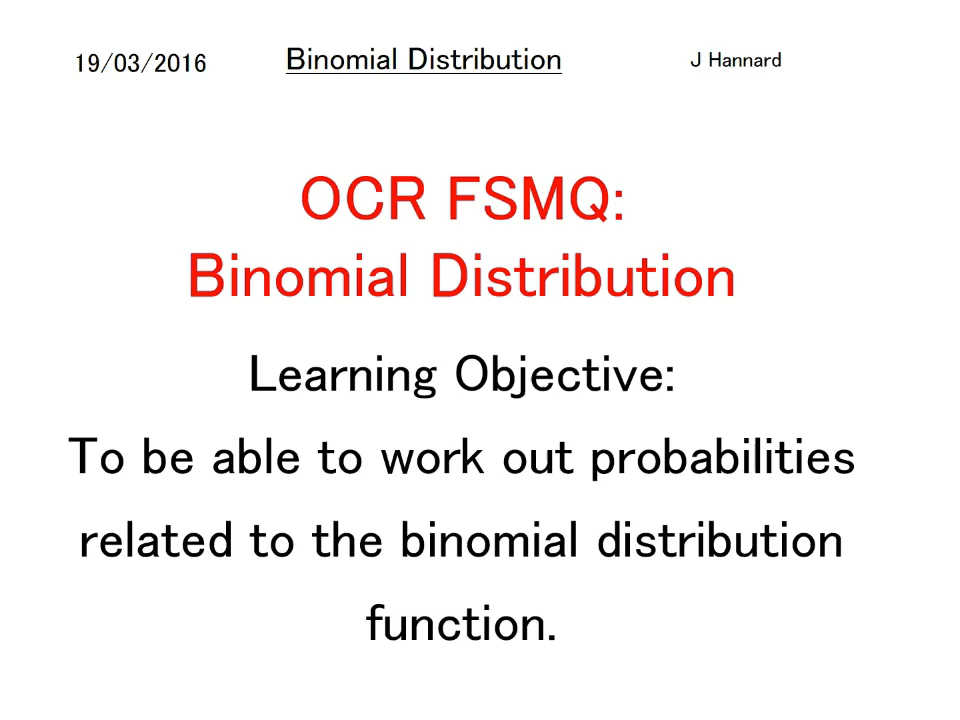 19/03/2016 Binomial Distribution J Hannard
OCR FSMQ:
Binomial Distribution
Learning Objective:
To be able to work out probabilities
related to the binomial distribution
function.